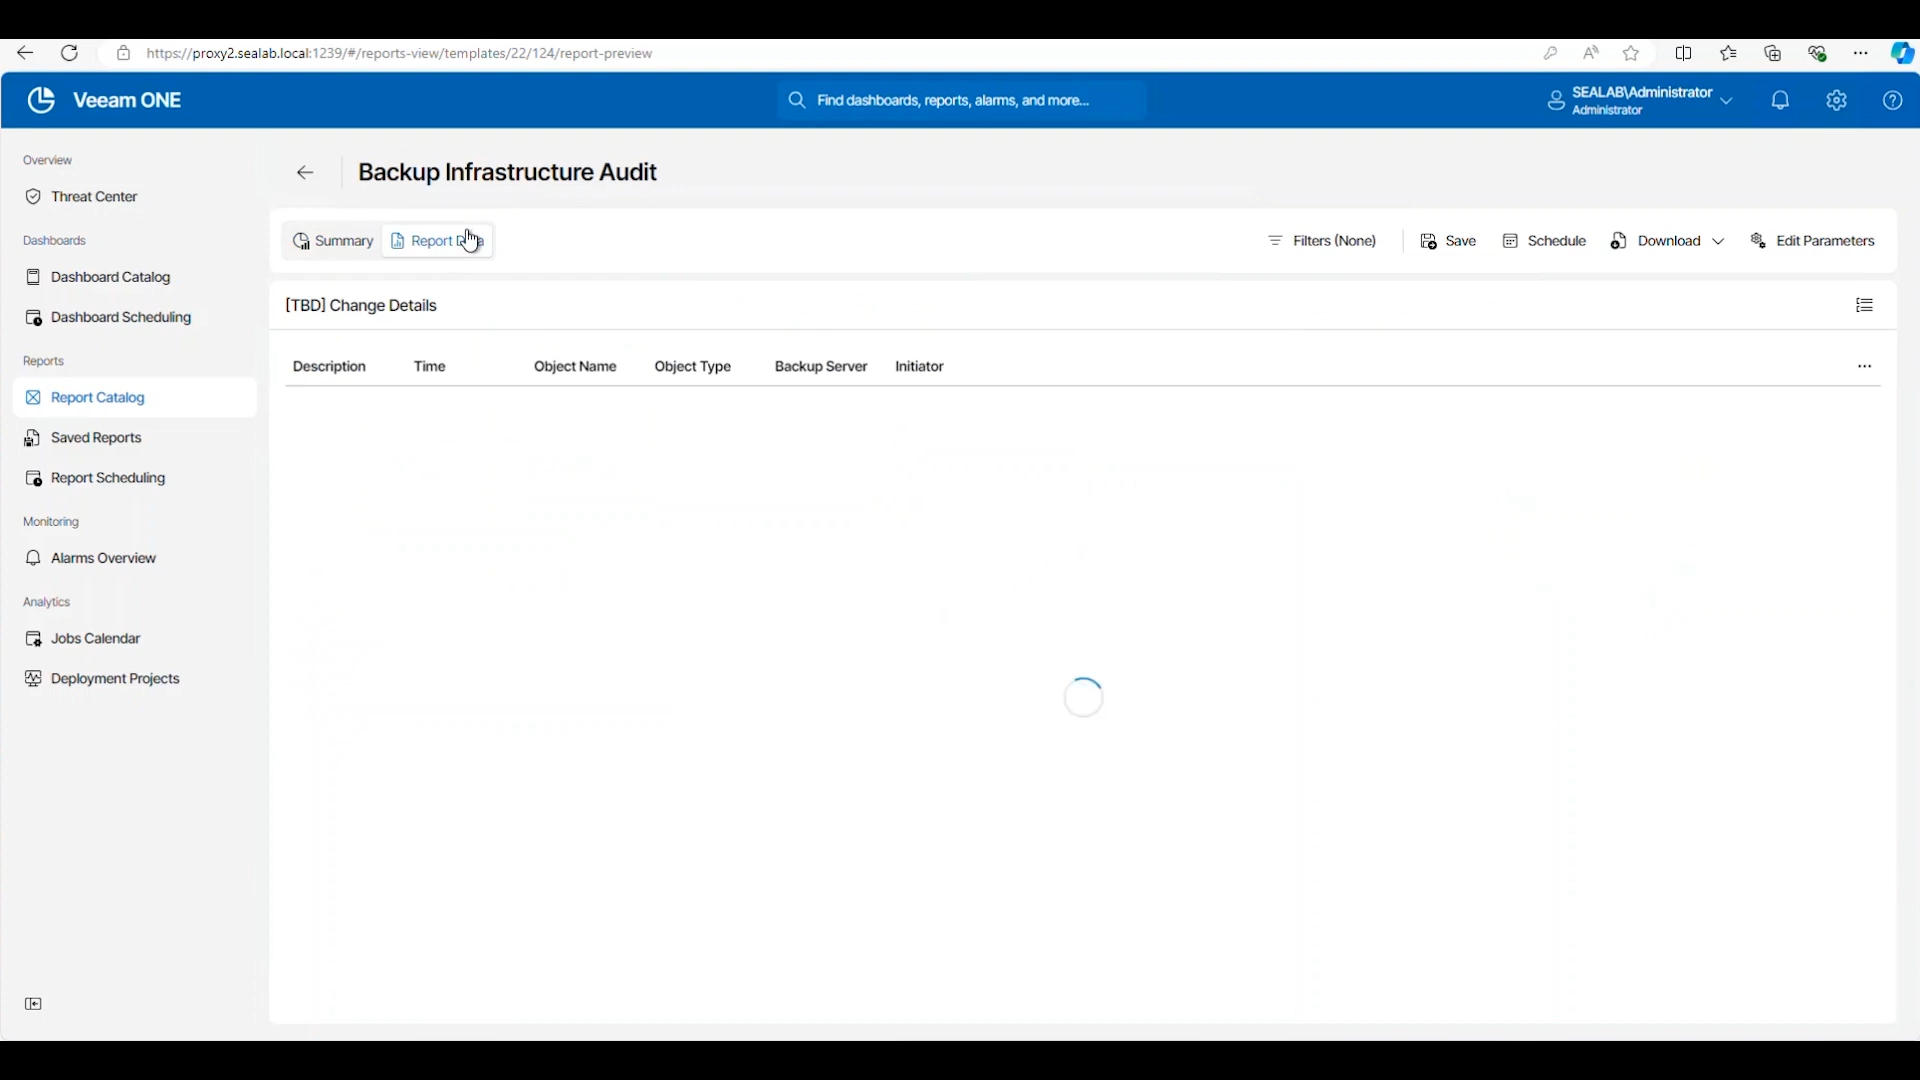 https://proxy2.sealab.local:1239/#/reports-view/templates/22/124/report-preview
Veeam ONE
Find dashboards, reports, alarms, and more...
SEALAB\Administrator
Administrator
Overview
Threat Center
Dashboards
Dashboard Catalog
Dashboard Scheduling
Reports
Report Catalog
Saved Reports
Report Scheduling
Monitoring
Alarms Overview
Analytics
Jobs Calendar
Deployment Projects
Backup Infrastructure Audit
Summary Report Filters (None) Save Schedule Download Edit Parameters
[TBD] Change Details
Description Time Object Name Object Type Backup Server Initiator